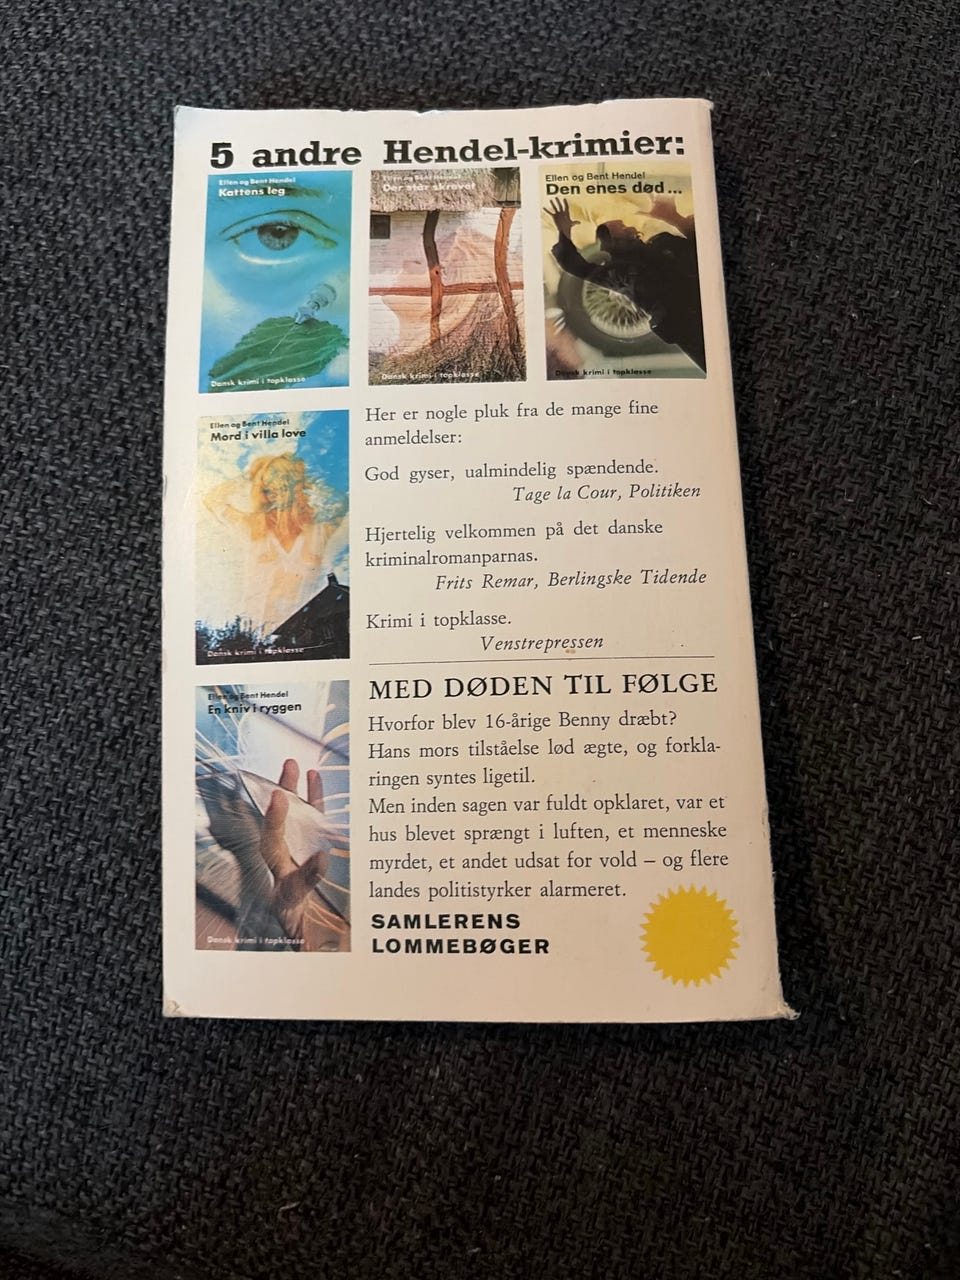 5 andre Hendel-krimier:
Ellen og Bent Hendel
Kattens leg
Dansk krimi i topklasse
Ellen og Bent Hendel
Der står skrevet
Dansk krimi i topklasse
Ellen og Bent Hendel
Den enes død...
Dansk krimi i topklasse
Ellen og Bent Hendel
Mord i villa love
Dansk krimi i topklasse
Ellen og Bent Hendel
En kniv i ryggen
Dansk krimi i topklasse
Her er nogle pluk fra de mange fine
anmeldelser:
God gyser, ualmindelig spændende.
Tage la Cour, Politiken
Hjertelig velkommen på det danske
kriminalromanparnas.
Frits Remar, Berlingske Tidende
Krimi i topklasse.
Venstrepressen
MED DØDEN TIL FØLGE
Hvorfor blev 16-årige Benny dræbt?
Hans mors tilståelse lød ægte, og forkla-
ringen syntes ligetil.
Men inden sagen var fuldt opklaret, var et
hus blevet sprængt i luften, et menneske
myrdet, et andet udsat for vold – og flere
landes politistyrker alarmeret.
SAMLERENS
LOMMEBØGER